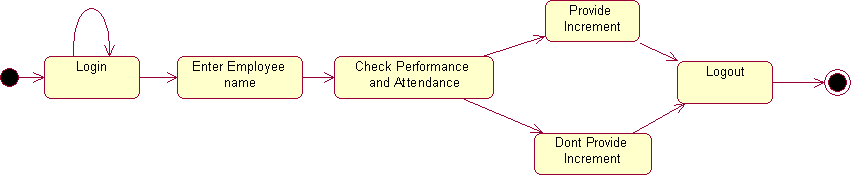 Login
Enter Employee
name
Check Performance
and Attendance
Provide
Increment
Dont Provide
Increment
Logout